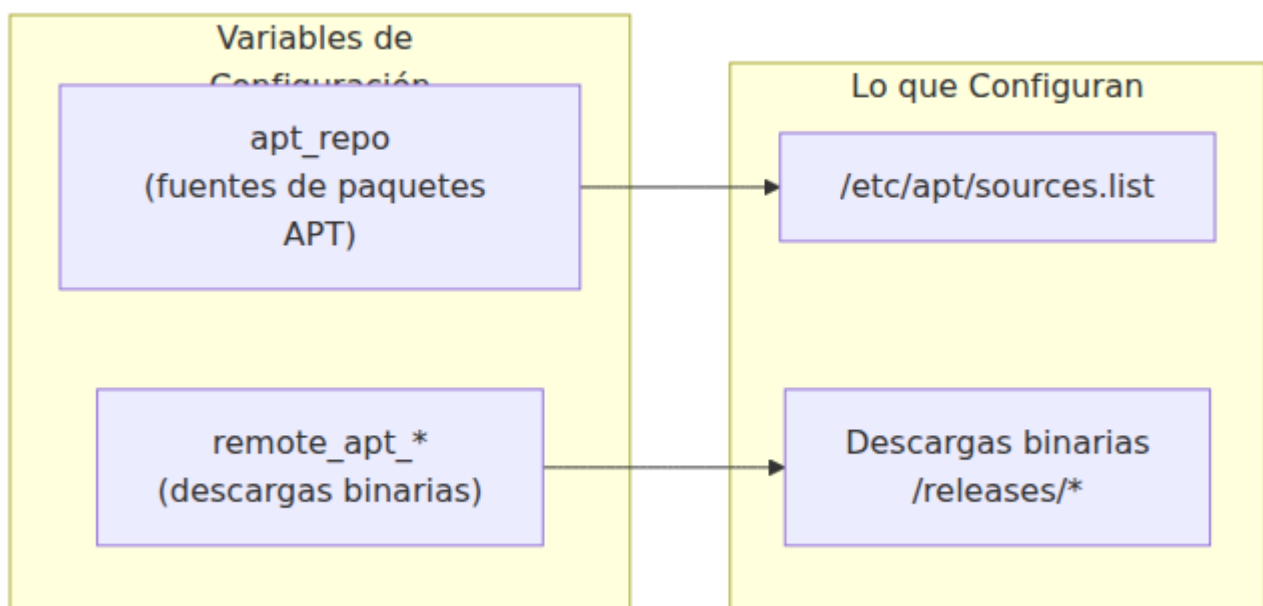 Variables de
Configuración
apt_repo
(fuentes de paquetes
APT)
remote_apt_*
(descargas binarias)
Lo que Configuran
/etc/apt/sources.list
Descargas binarias
/releases/*